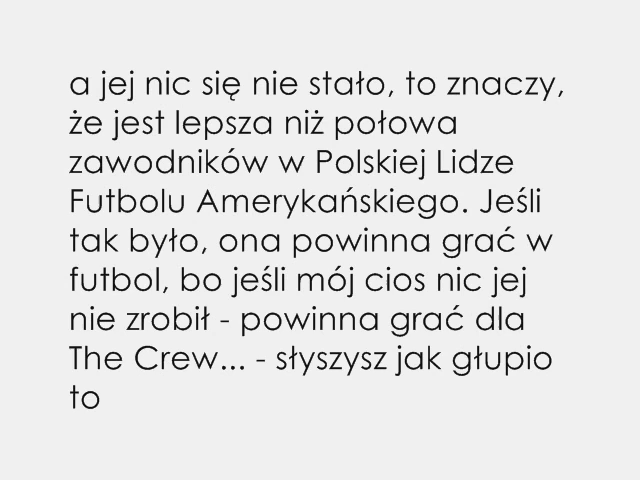 a jej nic się nie stało, to znaczy,
że jest lepsza niż połowa
zawodników w Polskiej Lidze
Futbolu Amerykańskiego. Jeśli
tak było, ona powinna grać w
futbol, bo jeśli mój cios nic jej
nie zrobił - powinna grać dla
The Crew... - słyszysz jak głupio
to